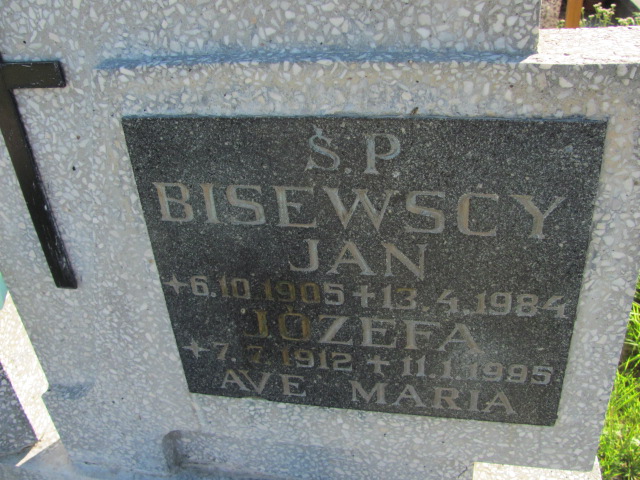 Ś.P
BISEWSCY
JAN
+6.10.1905+13.4.1984
JÓZEFA
+7.7.1912+11.1.1995
AVE MARIA